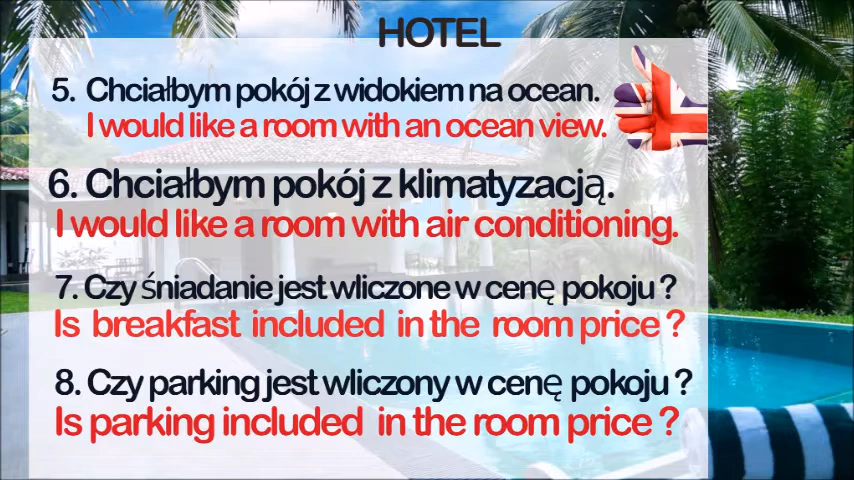 HOTEL
5. Chciałbym pokój z widokiem na ocean.
I would like a room with an ocean view.
6. Chciałbym pokój z klimatyzacją.
I would like a room with air conditioning.
7. Czy śniadanie jest wliczone w cenę pokoju ?
Is breakfast included in the room price ?
8. Czy parking jest wliczony w cenę pokoju ?
Is parking included in the room price ?